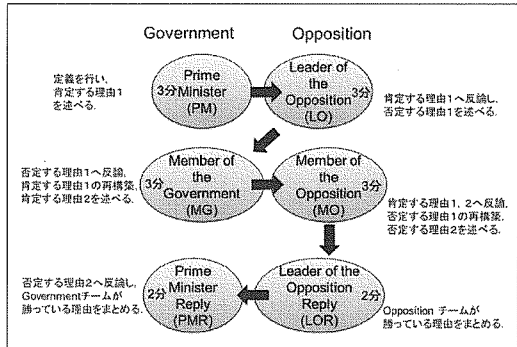 Government
Opposition
定義を行い,
肯定する理由1
を述べる.
3分
Prime
Minister
(PM)
Leader of
the
Opposition
(LO)
3分
肯定する理由1へ反論し,
否定する理由1を述べる.
否定する理由1へ反論,
肯定する理由1の再構築,
肯定する理由2を述べる.
3分
Member of
the
Government
(MG)
Member of
the
Opposition
(MO)
3分
肯定する理由1, 2へ反論,
否定する理由1の再構築,
否定する理由2を述べる.
否定する理由2へ反論し,
Governmentチームが
勝っている理由をまとめる.
2分
Prime
Minister
Reply
(PMR)
Leader of the
Opposition
Reply
(LOR)
2分
Opposition チームが
勝っている理由をまとめる.